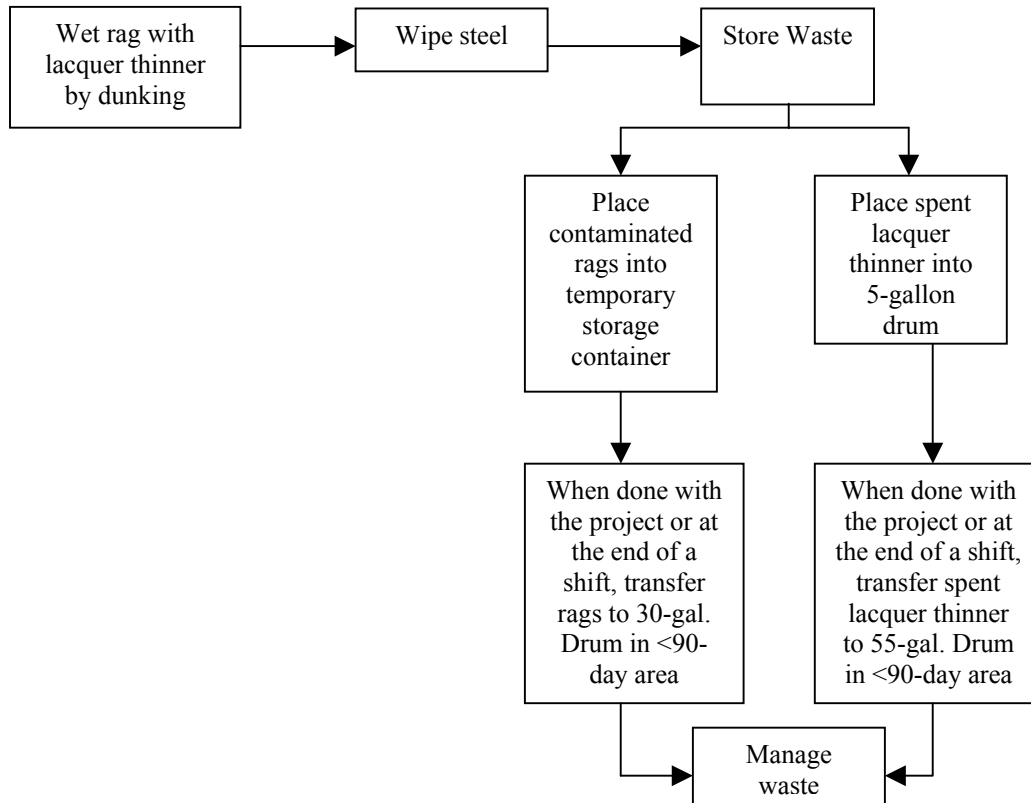 Wet rag with
lacquer thinner
by dunking
Wipe steel
Store Waste
Place
contaminated
rags into
temporary
storage
container
Place spent
lacquer
thinner into
5-gallon
drum
When done with
the project or at
the end of a
shift, transfer
rags to 30-gal.
Drum in <90-
day area
When done with
the project or at
the end of a shift,
transfer spent
lacquer thinner
to 55-gal. Drum
in <90-day area
Manage
waste